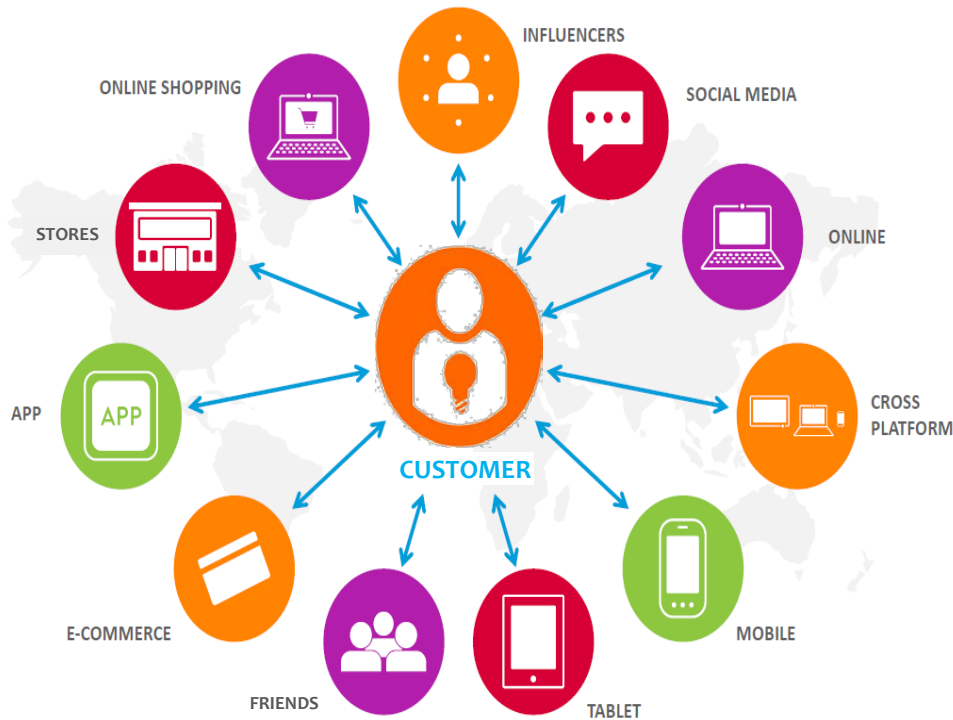 INFLUENCERS
ONLINE SHOPPING
SOCIAL MEDIA
STORES
ONLINE
APP
APP
CROSS
PLATFORM
CUSTOMER
E-COMMERCE
MOBILE
FRIENDS
TABLET